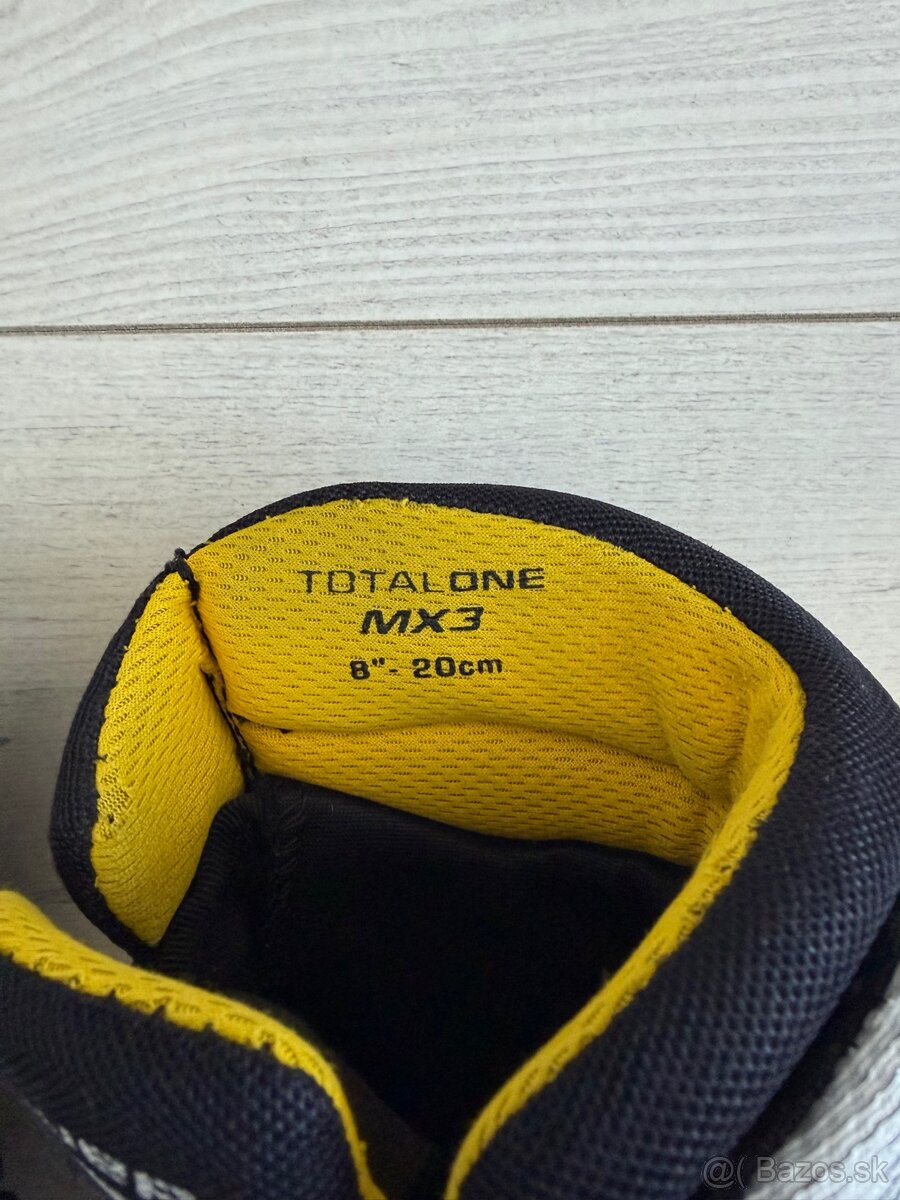 TOTALONE
MX3
8"- 20cm
@( Bazos.sk